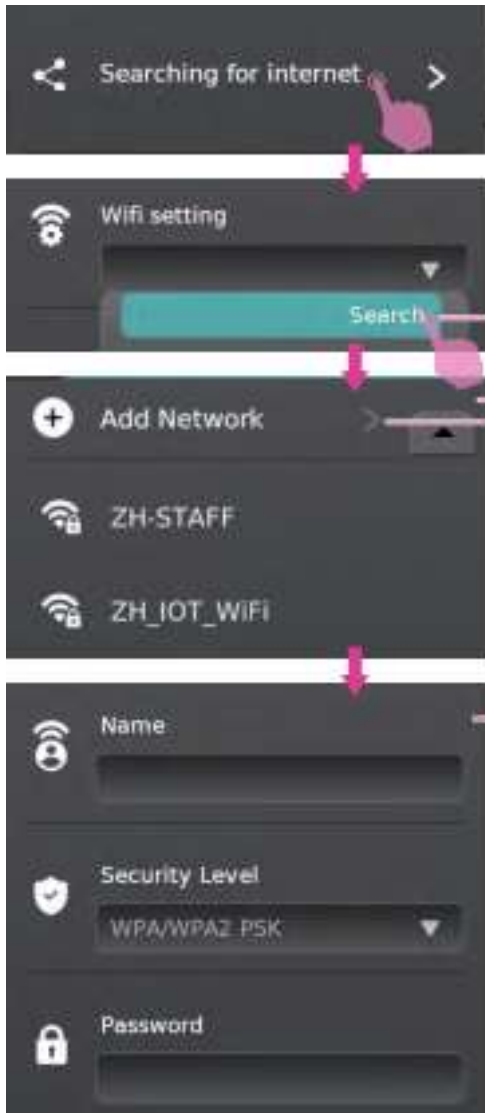 Searching for internet
Wifi setting
Search
Add Network
ZH-STAFF
ZH_IOT_WiFi
Name
Security Level
WPA/WPA2 PSK
Password